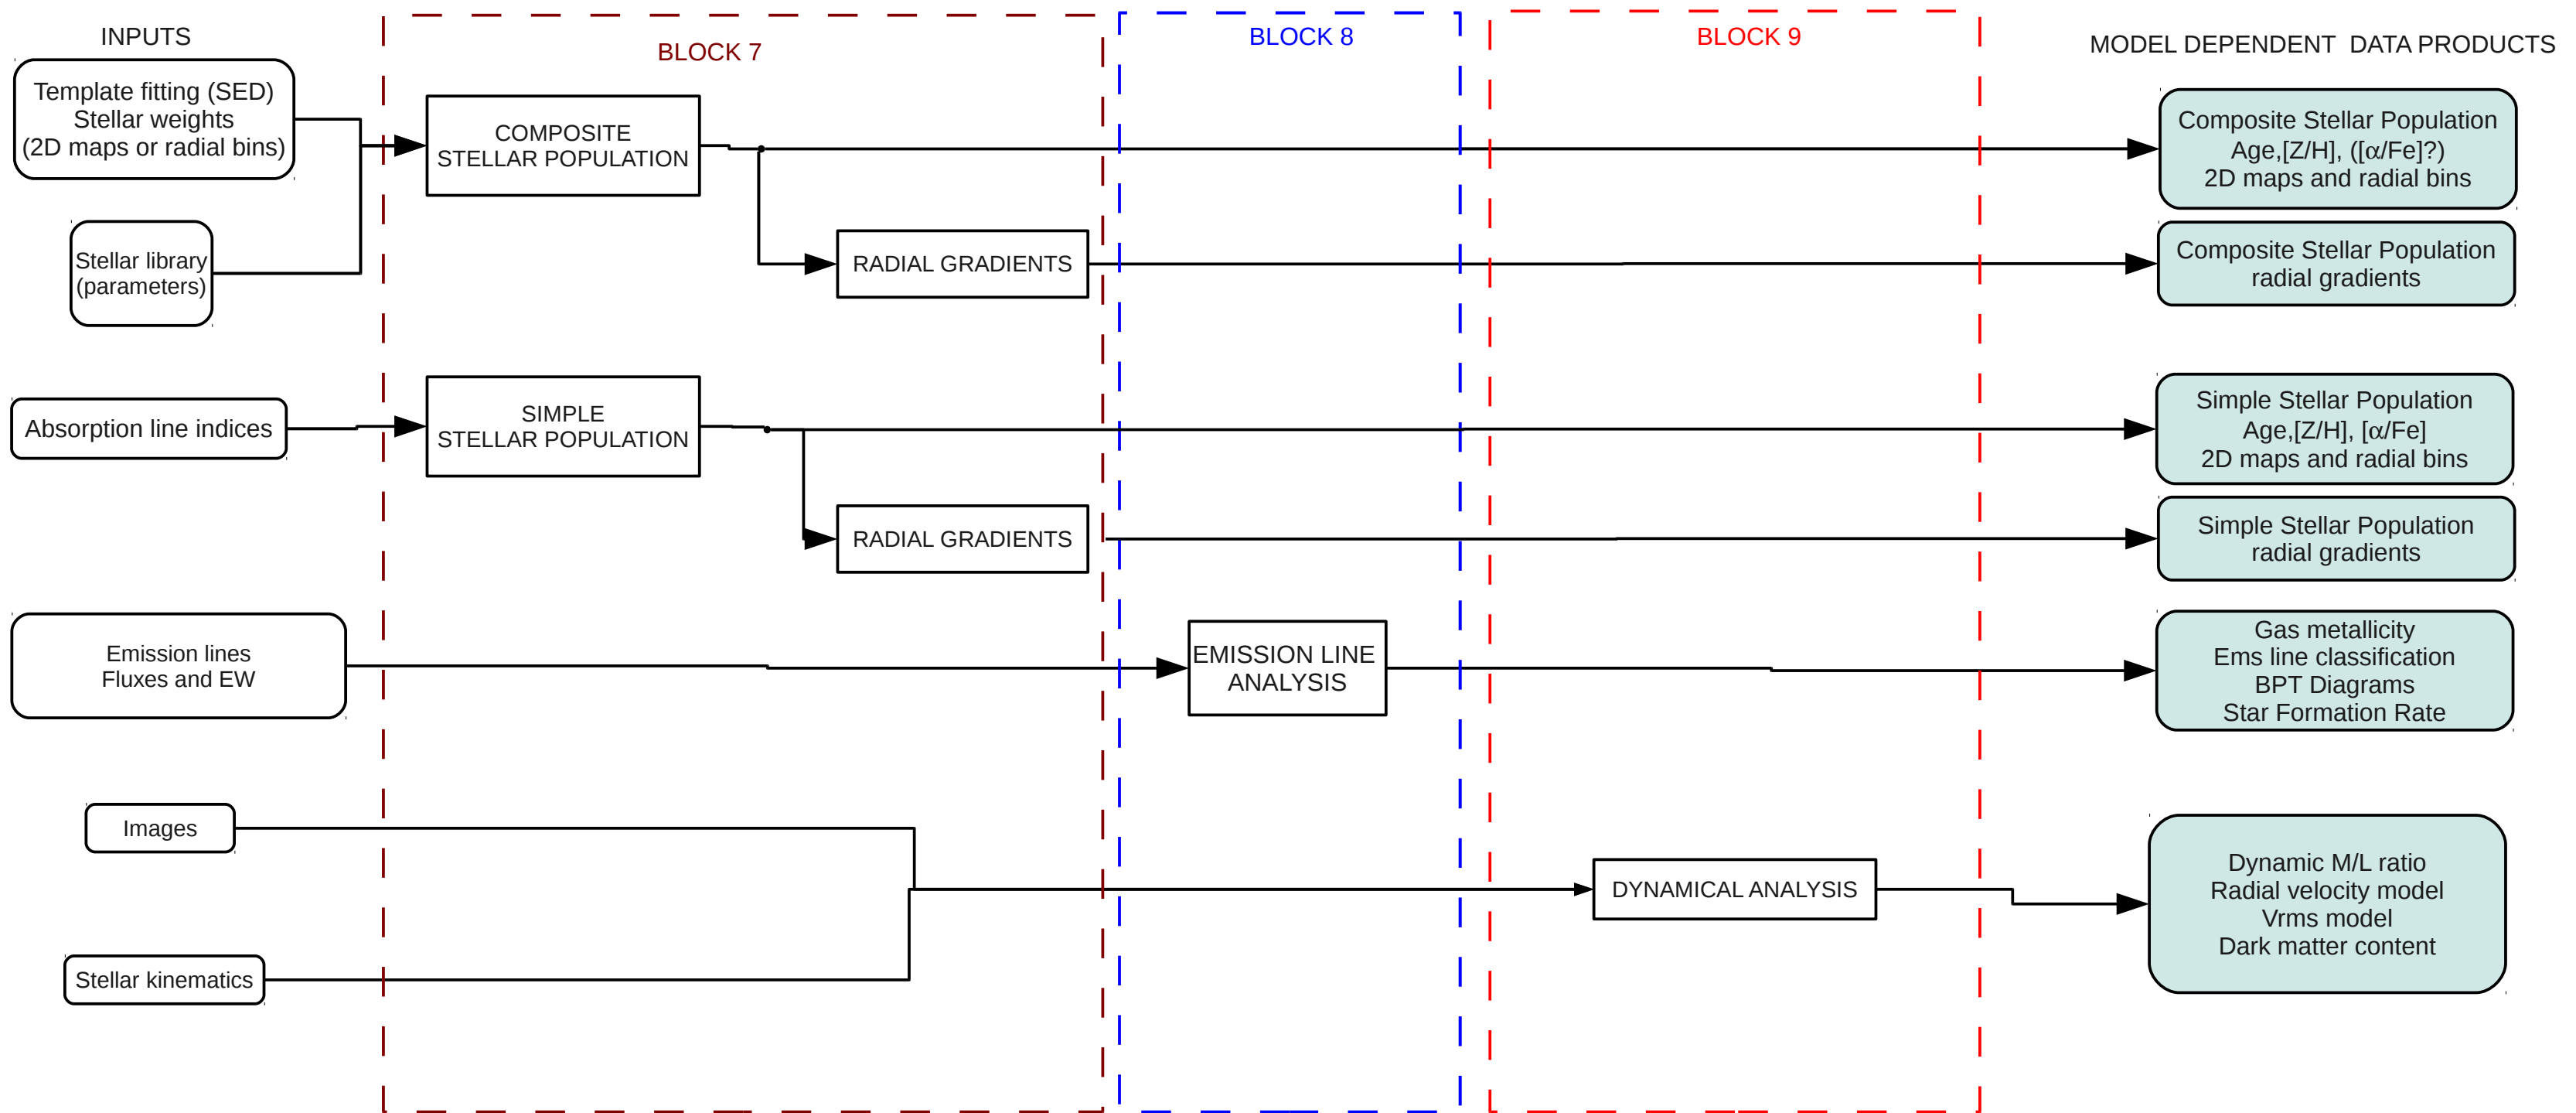 INPUTS
BLOCK 7
BLOCK 8
BLOCK 9
MODEL DEPENDENT DATA PRODUCTS
Template fitting (SED)
Stellar weights
(2D maps or radial bins)
COMPOSITE
STELLAR POPULATION
Composite Stellar Population
Age,[Z/H], ([α/Fe]?)
2D maps and radial bins
Stellar library
(parameters)
RADIAL GRADIENTS
Composite Stellar Population
radial gradients
Absorption line indices
SIMPLE
STELLAR POPULATION
Simple Stellar Population
Age,[Z/H], [α/Fe]
2D maps and radial bins
RADIAL GRADIENTS
Simple Stellar Population
radial gradients
Emission lines
Fluxes and EW
EMISSION LINE
ANALYSIS
Gas metallicity
Ems line classification
BPT Diagrams
Star Formation Rate
Images
Stellar kinematics
DYNAMICAL ANALYSIS
Dynamic M/L ratio
Radial velocity model
Vrms model
Dark matter content